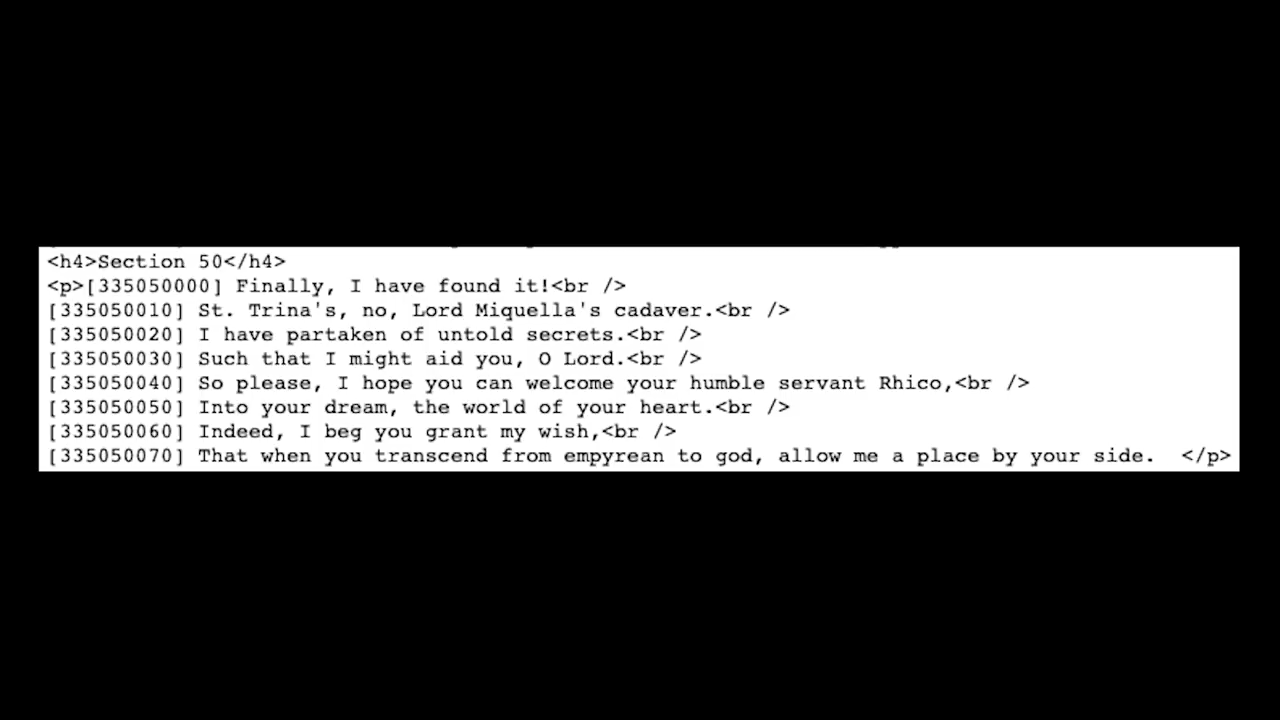 <h4>Section 50</h4>
<p>[335050000] Finally, I have found it!<br />
[335050010] St. Trina's, no, Lord Miquella's cadaver.<br />
[335050020] I have partaken of untold secrets.<br />
[335050030] Such that I might aid you, O Lord.<br />
[335050040] So please, I hope you can welcome your humble servant Rhico,<br />
[335050050] Into your dream, the world of your heart.<br />
[335050060] Indeed, I beg you grant my wish,<br />
[335050070] That when you transcend from empyrean to god, allow me a place by your side.  </p>